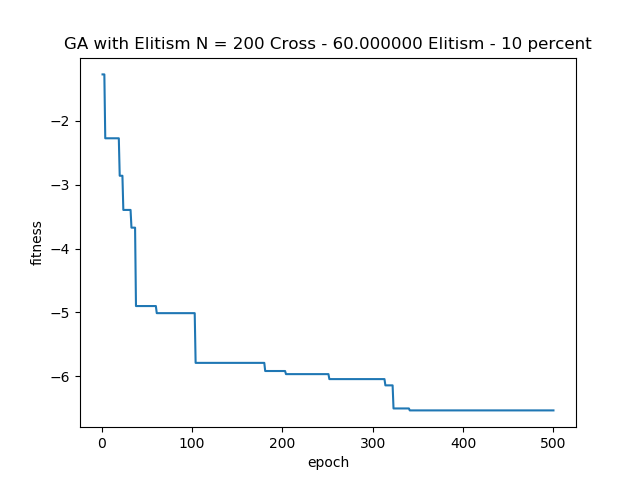 GA with Elitism N = 200 Cross - 60.000000 Elitism - 10 percent
−2
−3
−4
−5
−6
fitness
0 100 200 300 400 500
epoch